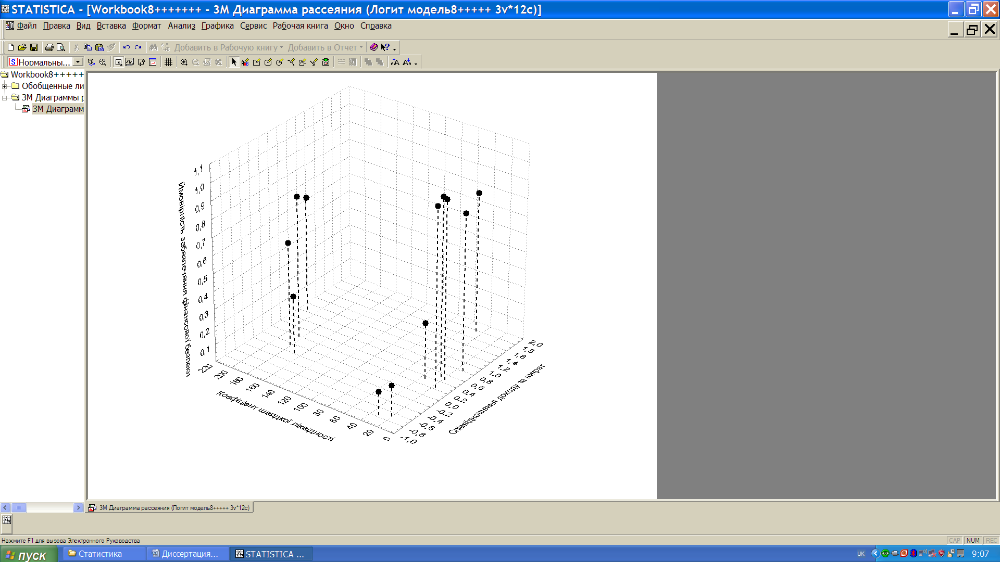 STATISTICA - [Workbook8+++++++ - 3М Диаграмма рассеяния (Логит модель8+++++ 3v*12c)]
Файл Правка Вид Вставка Формат Анализ Графика Сервис Рабочая книга Окно Справка
Добавить в Рабочую книгу Добавить в Отчет
Нормальны...
Workbook8+++++
Обобщенные ли
3М Диаграммы р
3М Диаграмм
1,1
1,0
0,9
0,8
0,7
0,6
0,5
0,4
0,3
0,2
0,1
Ймовірність забезпечення фінансової безпеки
220
200
180
160
140
120
100
80
60
40
20
0
Коефіцієнт швидкої ліквідності
2,0
1,8
1,6
1,4
1,2
1,0
0,8
0,6
0,4
0,2
0,0
-0,2
-0,4
-0,6
-0,8
-1,0
Співвідношення доходу та витрат
3М Диаграмма рассеяния (Логит модель8+++++ 3v*12c)
Нажмите F1 для вызова Электронного Руководства
CAP NUM REC
пуск Статистика Диссертация... STATISTICA ... UK 9:07